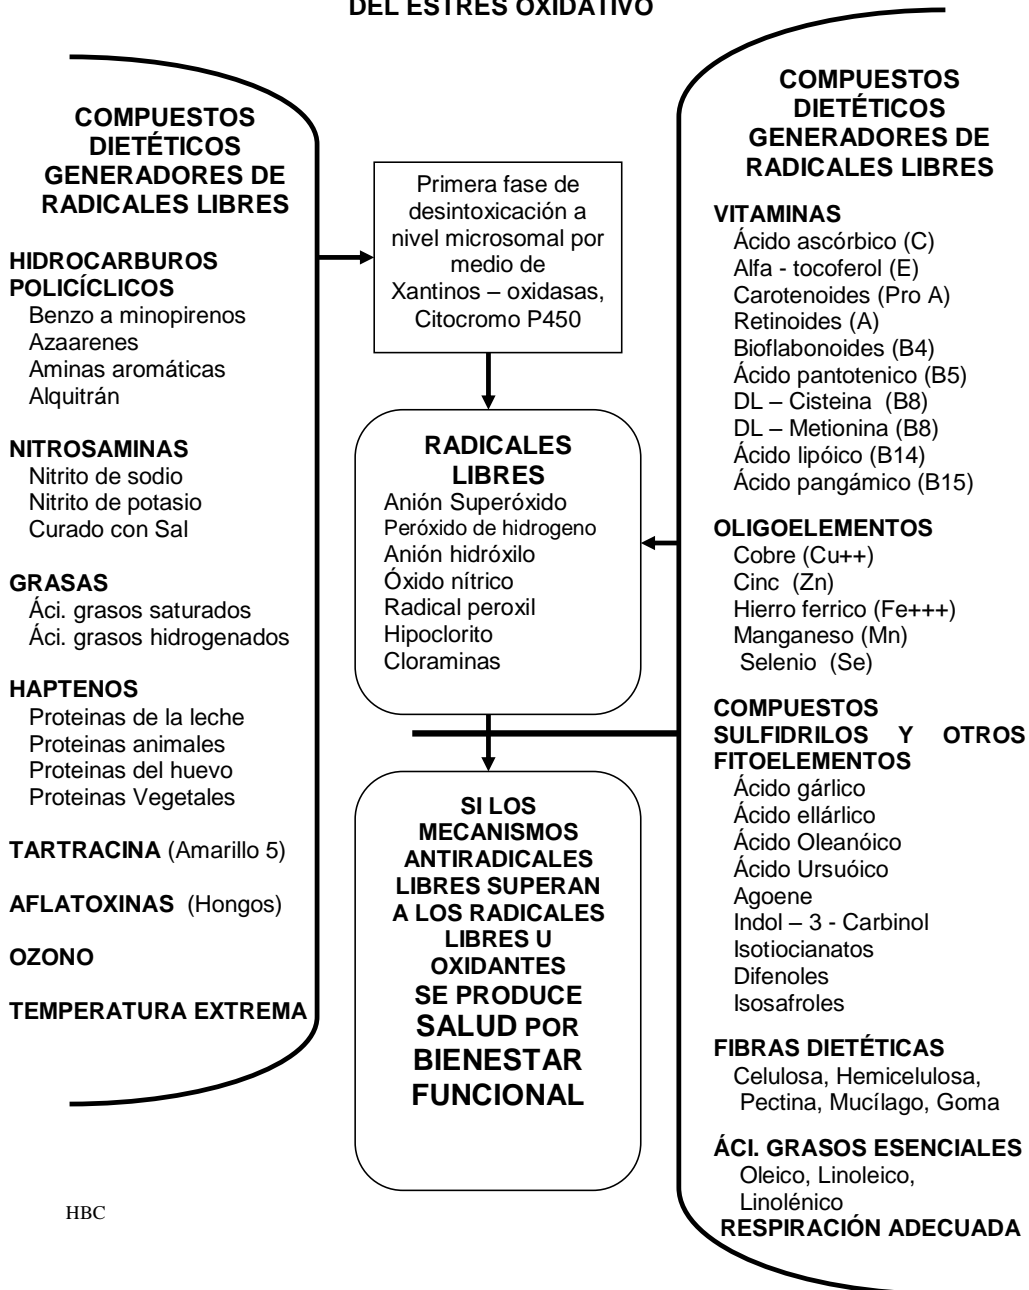 DEL ESTRÉS OXIDATIVO
COMPUESTOS
DIETÉTICOS
GENERADORES DE
RADICALES LIBRES
HIDROCARBUROS
POLICÍCLICOS
Benzo a minopirenos
Azaarenes
Aminas aromáticas
Alquitrán
NITROSAMINAS
Nitrito de sodio
Nitrito de potasio
Curado con Sal
GRASAS
Áci. grasos saturados
Áci. grasos hidrogenados
HAPTENOS
Proteinas de la leche
Proteinas animales
Proteinas del huevo
Proteinas Vegetales
TARTRACINA (Amarillo 5)
AFLATOXINAS (Hongos)
OZONO
TEMPERATURA EXTREMA
HBC
Primera fase de
desintoxicación a
nivel microsomal por
medio de
Xantinos – oxidasas,
Citocromo P450
RADICALES
LIBRES
Anión Superóxido
Peróxido de hidrogeno
Anión hidróxilo
Óxido nítrico
Radical peroxil
Hipoclorito
Cloraminas
SI LOS
MECANISMOS
ANTIRADICALES
LIBRES SUPERAN
A LOS RADICALES
LIBRES U
OXIDANTES
SE PRODUCE
SALUD POR
BIENESTAR
FUNCIONAL
COMPUESTOS
DIETÉTICOS
GENERADORES DE
RADICALES LIBRES
VITAMINAS
Ácido ascórbico (C)
Alfa - tocoferol (E)
Carotenoides (Pro A)
Retinoides (A)
Bioflabonoides (B4)
Ácido pantotenico (B5)
DL – Cisteina (B8)
DL – Metionina (B8)
Ácido lipóico (B14)
Ácido pangámico (B15)
OLIGOELEMENTOS
Cobre (Cu++)
Cinc (Zn)
Hierro ferrico (Fe+++)
Manganeso (Mn)
Selenio (Se)
COMPUESTOS
SULFIDRILOS Y OTROS
FITOELEMENTOS
Ácido gárlico
Ácido ellárlico
Ácido Oleanóico
Ácido Ursuóico
Agoene
Indol – 3 - Carbinol
Isotiocianatos
Difenoles
Isosafroles
FIBRAS DIETÉTICAS
Celulosa, Hemicelulosa,
Pectina, Mucílago, Goma
ÁCI. GRASOS ESENCIALES
Oleico, Linoleico,
Linolénico
RESPIRACIÓN ADECUADA